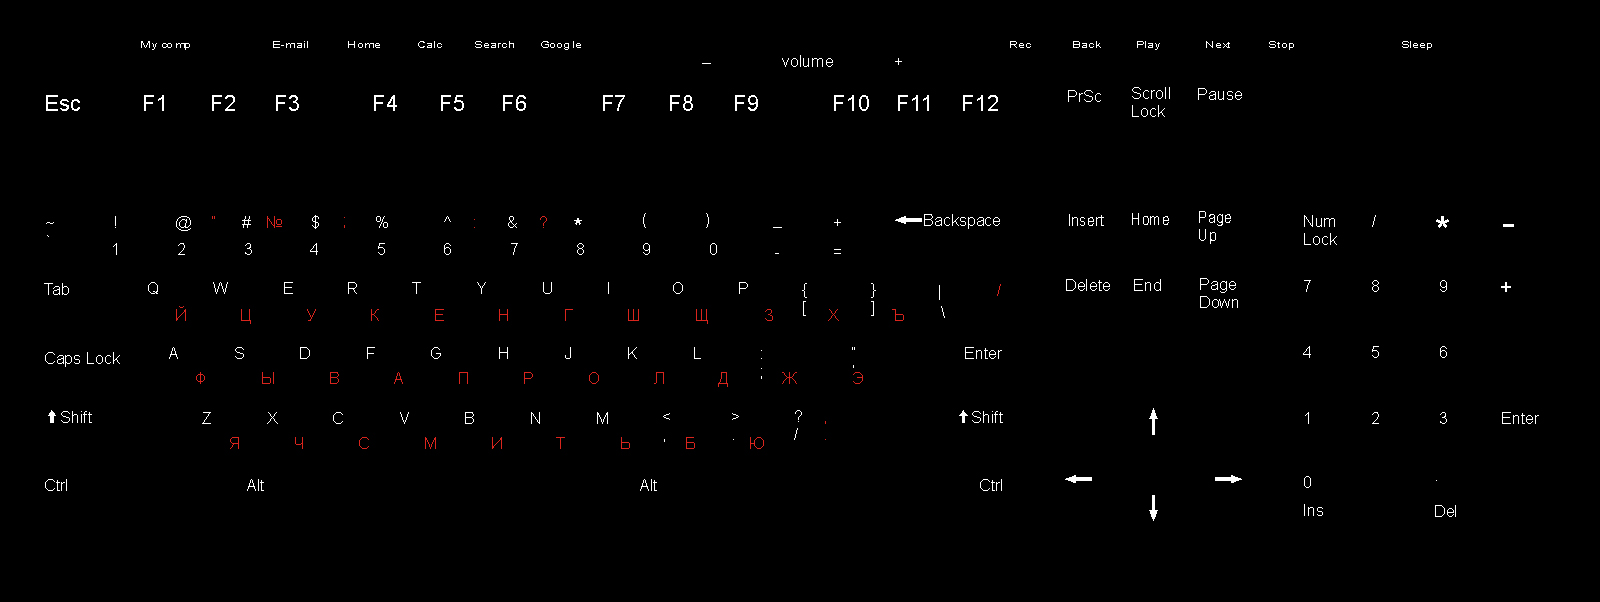 My comp E-mail Home Calc Search Google Rec Back Play Next Stop Sleep
– volume +
Esc F1 F2 F3 F4 F5 F6 F7 F8 F9 F10 F11 F12 PrSc Scroll Lock Pause
~ ! @ " # № $ ; % ^ : & ? * ( ) _ + Backspace Insert Home Page Up Num Lock / * -
` 1 2 3 4 5 6 7 8 9 0 - =
Tab Q W E R T Y U I O P { } | / Delete End Page Down 7 8 9 +
Й Ц У К Е Н Г Ш Щ З [ Х ] Ъ \
Caps Lock A S D F G H J K L : " Enter 4 5 6
Ф Ы В А П Р О Л Д ; Ж ' Э
Shift Z X C V B N M < > ? , Shift 1 2 3 Enter
Я Ч С М И Т Ь , Б . Ю / .
Ctrl Alt Alt Ctrl 0 .
Ins Del